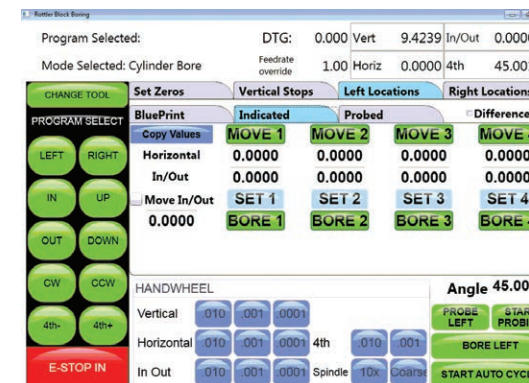 Rottler Block Boring
Program Selected: DTG: 0.000 Vert 9.4239 In/Out 0.0000
Mode Selected: Cylinder Bore Feedrate override 1.00 Horiz 0.0000 4th 45.00
CHANGE TOOL Set Zeros Vertical Stops Left Locations Right Locations
PROGRAM SELECT BluePrint Indicated Probed Difference
Copy Values MOVE 1 MOVE 2 MOVE 3 MOVE
LEFT RIGHT Horizontal 0.0000 0.0000 0.0000 0.0000
In/Out 0.0000 0.0000 0.0000 0.0000
IN UP Move In/Out SET 1 SET 2 SET 3 SET 4
0.0000 BORE 1 BORE 2 BORE 3 BORE
OUT DOWN
CW CCW HANDWHEEL Angle 45.00
Vertical .010 .001 .0001 PROBE LEFT STAR PROBI
4th- 4th+ Horizontal .010 .001 .0001 4th .010 .001 BORE LEFT
E-STOP IN In Out .010 .001 .0001 Spindle 10x Coarse START AUTO CYCL